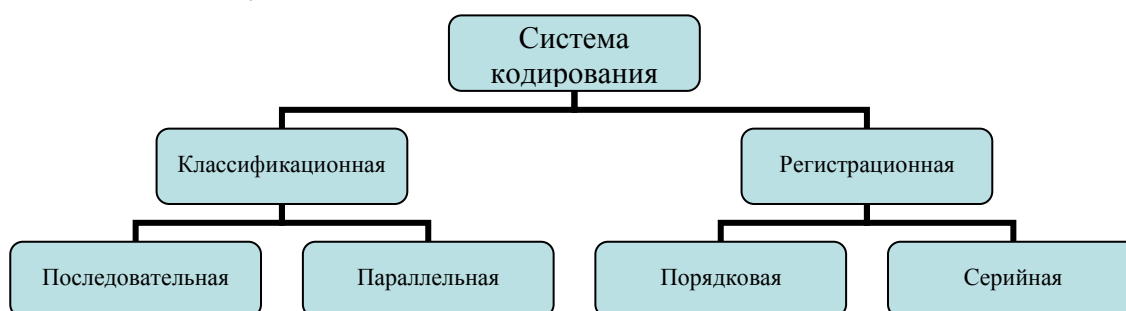 Система
кодирования
Классификационная
Регистрационная
Последовательная
Параллельная
Порядковая
Серийная